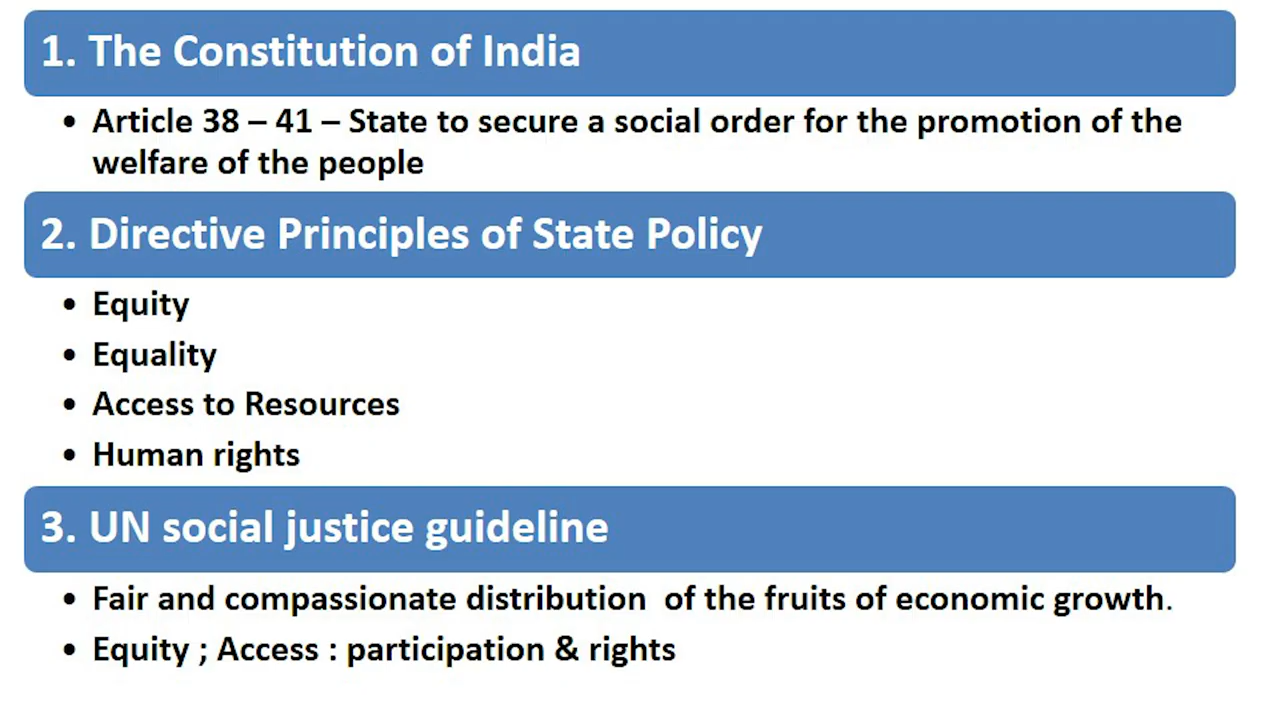 1. The Constitution of India
• Article 38 – 41 – State to secure a social order for the promotion of the
welfare of the people
2. Directive Principles of State Policy
• Equity
• Equality
• Access to Resources
• Human rights
3. UN social justice guideline
• Fair and compassionate distribution  of the fruits of economic growth.
• Equity ; Access : participation & rights